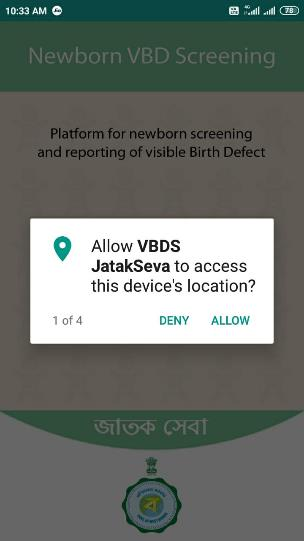 10:33 AM
4G
78
Newborn VBD Screening
Platform for newborn screening
and reporting of visible Birth Defect
Allow VBDS
JatakSeva to access
this device's location?
1 of 4
DENY
ALLOW
জাতক সেবা
ব